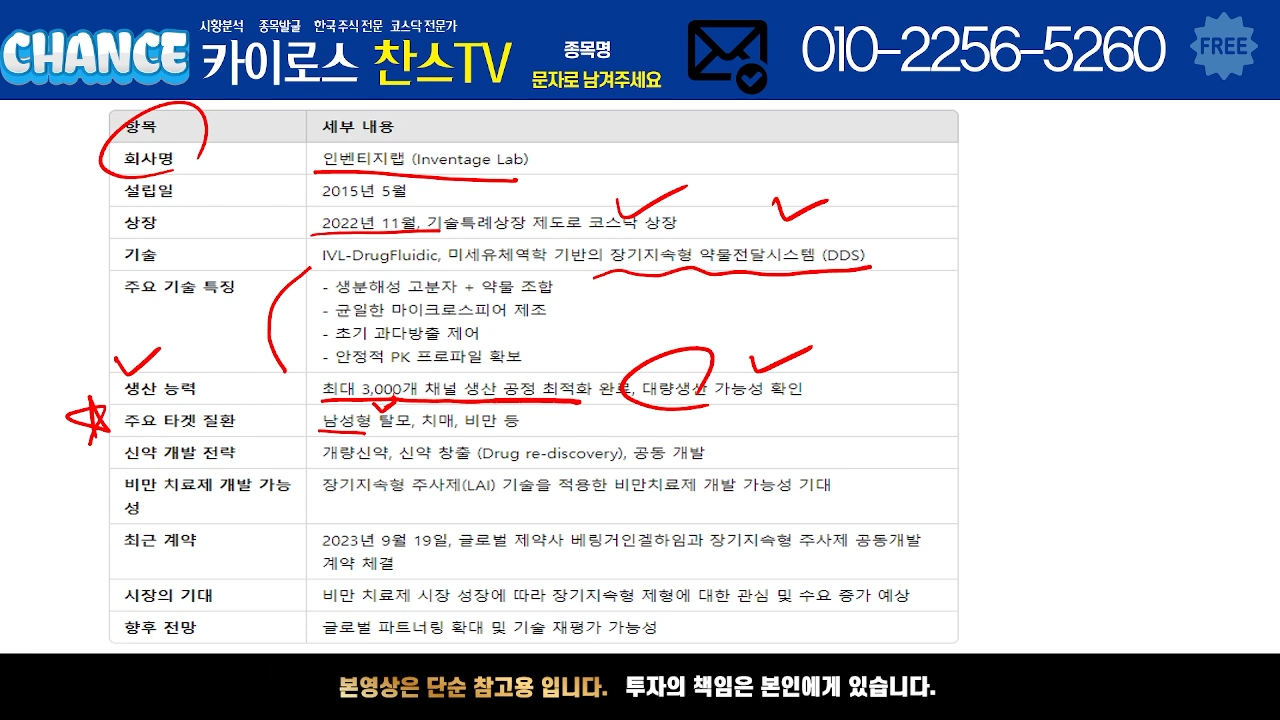 CHANCE
시황분석 종목발굴 한국 주식 전문 코스닥 전문가
카이로스 찬스TV
종목명
문자로 남겨주세요
010-2256-5260
FREE
항목 세부 내용
회사명 인벤티지랩 (Inventage Lab)
설립일 2015년 5월
상장 2022년 11월, 기술특례상장 제도로 코스닥 상장
기술 IVL-DrugFluidic, 미세유체역학 기반의 장기지속형 약물전달시스템 (DDS)
주요 기술 특징 - 생분해성 고분자 + 약물 조합
- 균일한 마이크로스피어 제조
- 초기 과다방출 제어
- 안정적 PK 프로파일 확보
생산 능력 최대 3,000개 채널 생산 공정 최적화 완료, 대량생산 가능성 확인
주요 타겟 질환 남성형 탈모, 치매, 비만 등
신약 개발 전략 개량신약, 신약 창출 (Drug re-discovery), 공동 개발
비만 치료제 개발 가능 장기지속형 주사제(LAI) 기술을 적용한 비만치료제 개발 가능성 기대
성
최근 계약 2023년 9월 19일, 글로벌 제약사 베링거인겔하임과 장기지속형 주사제 공동개발
계약 체결
시장의 기대 비만 치료제 시장 성장에 따라 장기지속형 제형에 대한 관심 및 수요 증가 예상
향후 전망 글로벌 파트너링 확대 및 기술 재평가 가능성
본영상은 단순 참고용 입니다. 투자의 책임은 본인에게 있습니다.